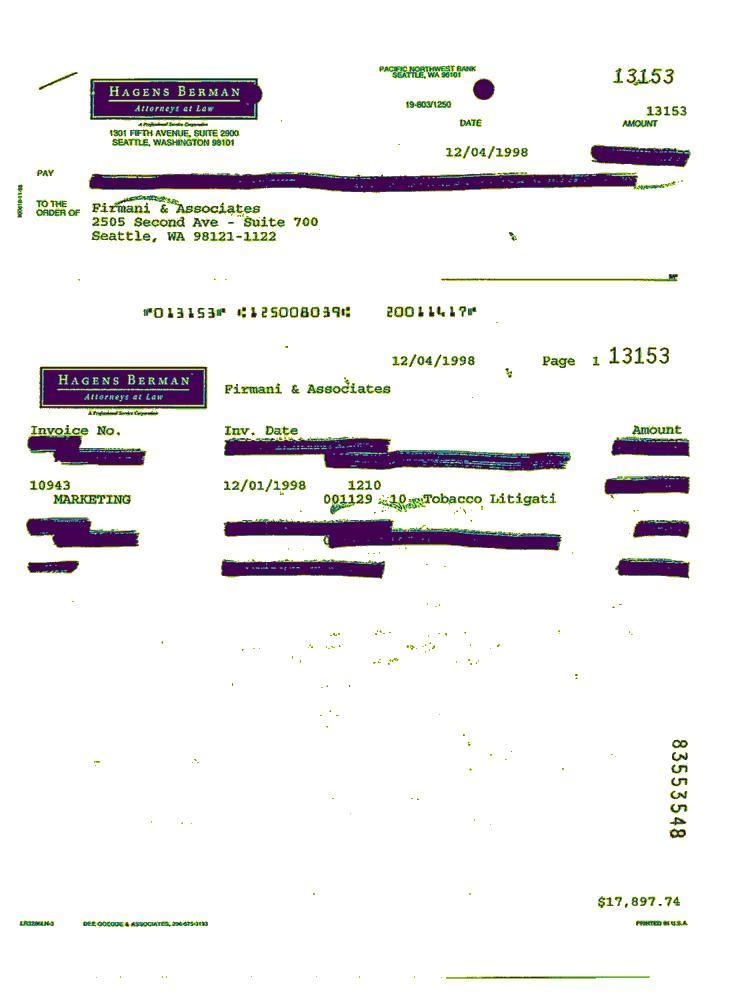 HAGENS BERMAN
Attorneys at Law
A Professional Service Corporation
1301 FIFTH AVENUE, SUITE 2900
SEATTLE, WASHINGTON 98101
PACIFIC NORTHWEST BANK
SEATTLE, WA 98101
19-803/1250
13153
13153
DATE
AMOUNT
12/04/1998
PAY
TO THE
ORDER OF
Firmani & Associates
2505 Second Ave - Suite 700
Seattle, WA 98121-1122
MP
⑈013153⑈ ⑆125008039⑆ 20011417⑈
12/04/1998 Page 1 13153
HAGENS BERMAN
Attorneys at Law
A Professional Service Corporation
Firmani & Associates
Invoice No. Inv. Date Amount
10943 12/01/1998 1210
MARKETING 001129 10 Tobacco Litigati
83553548
$17,897.74
PRINTED IN U.S.A.